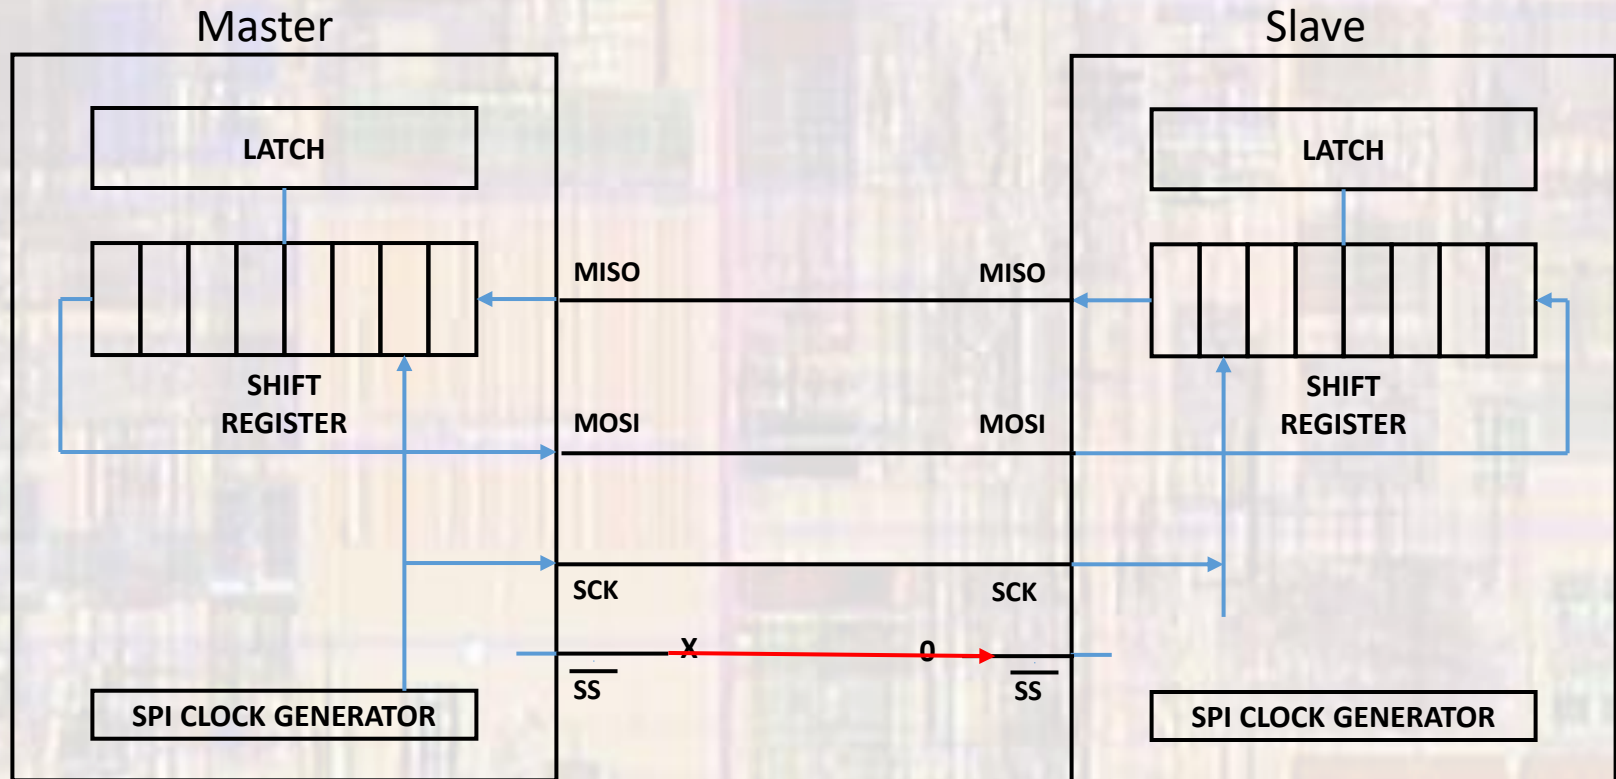 Master
Slave
LATCH
LATCH
MISO
MISO
SHIFT
REGISTER
SHIFT
REGISTER
MOSI
MOSI
SCK
SCK
X
0
SS
SS
SPI CLOCK GENERATOR
SPI CLOCK GENERATOR